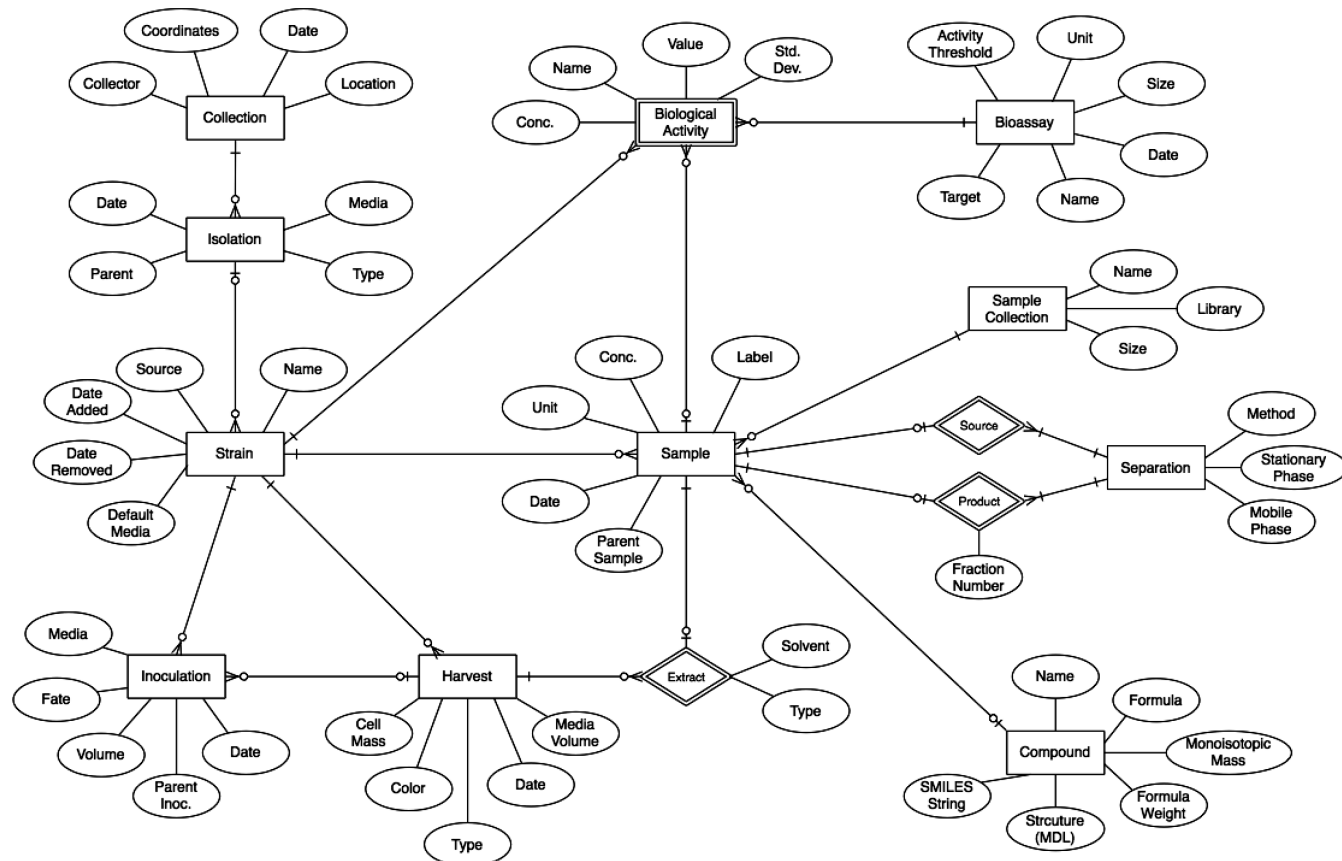 Coordinates
Date
Collector
Location
Collection
Date
Media
Isolation
Parent
Type
Value
Name
Std.
Dev.
Conc.
Biological
Activity
Activity
Threshold
Unit
Size
Bioassay
Date
Target
Name
Name
Sample
Collection
Library
Size
Source
Name
Date
Added
Strain
Date
Removed
Default
Media
Conc.
Label
Unit
Sample
Date
Parent
Sample
Source
Product
Fraction
Number
Method
Separation
Stationary
Phase
Mobile
Phase
Media
Inoculation
Fate
Volume
Date
Parent
Inoc.
Harvest
Cell
Mass
Media
Volume
Color
Date
Type
Extract
Solvent
Type
Name
Formula
Compound
Monoisotopic
Mass
SMILES
String
Formula
Weight
Strcuture
(MDL)